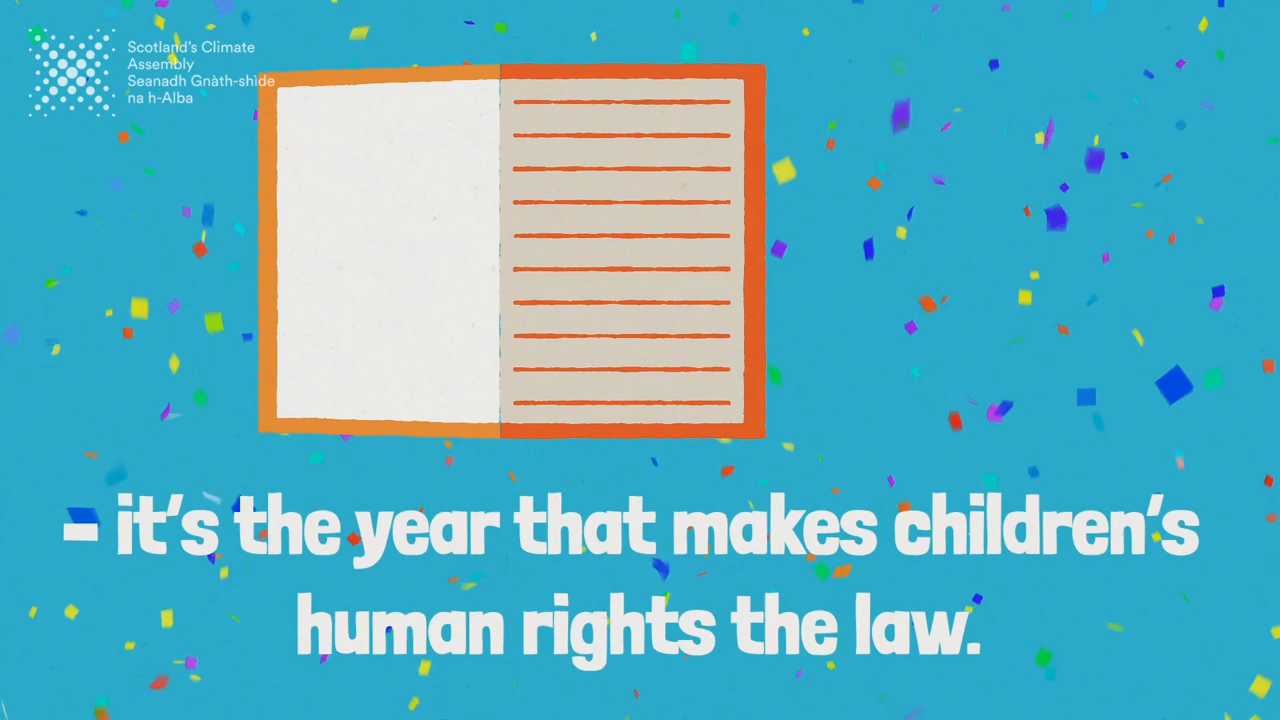 Scotland's Climate
Assembly
Seanadh Gnàth-shìde
na h-Alba
- it's the year that makes children's
human rights the law.